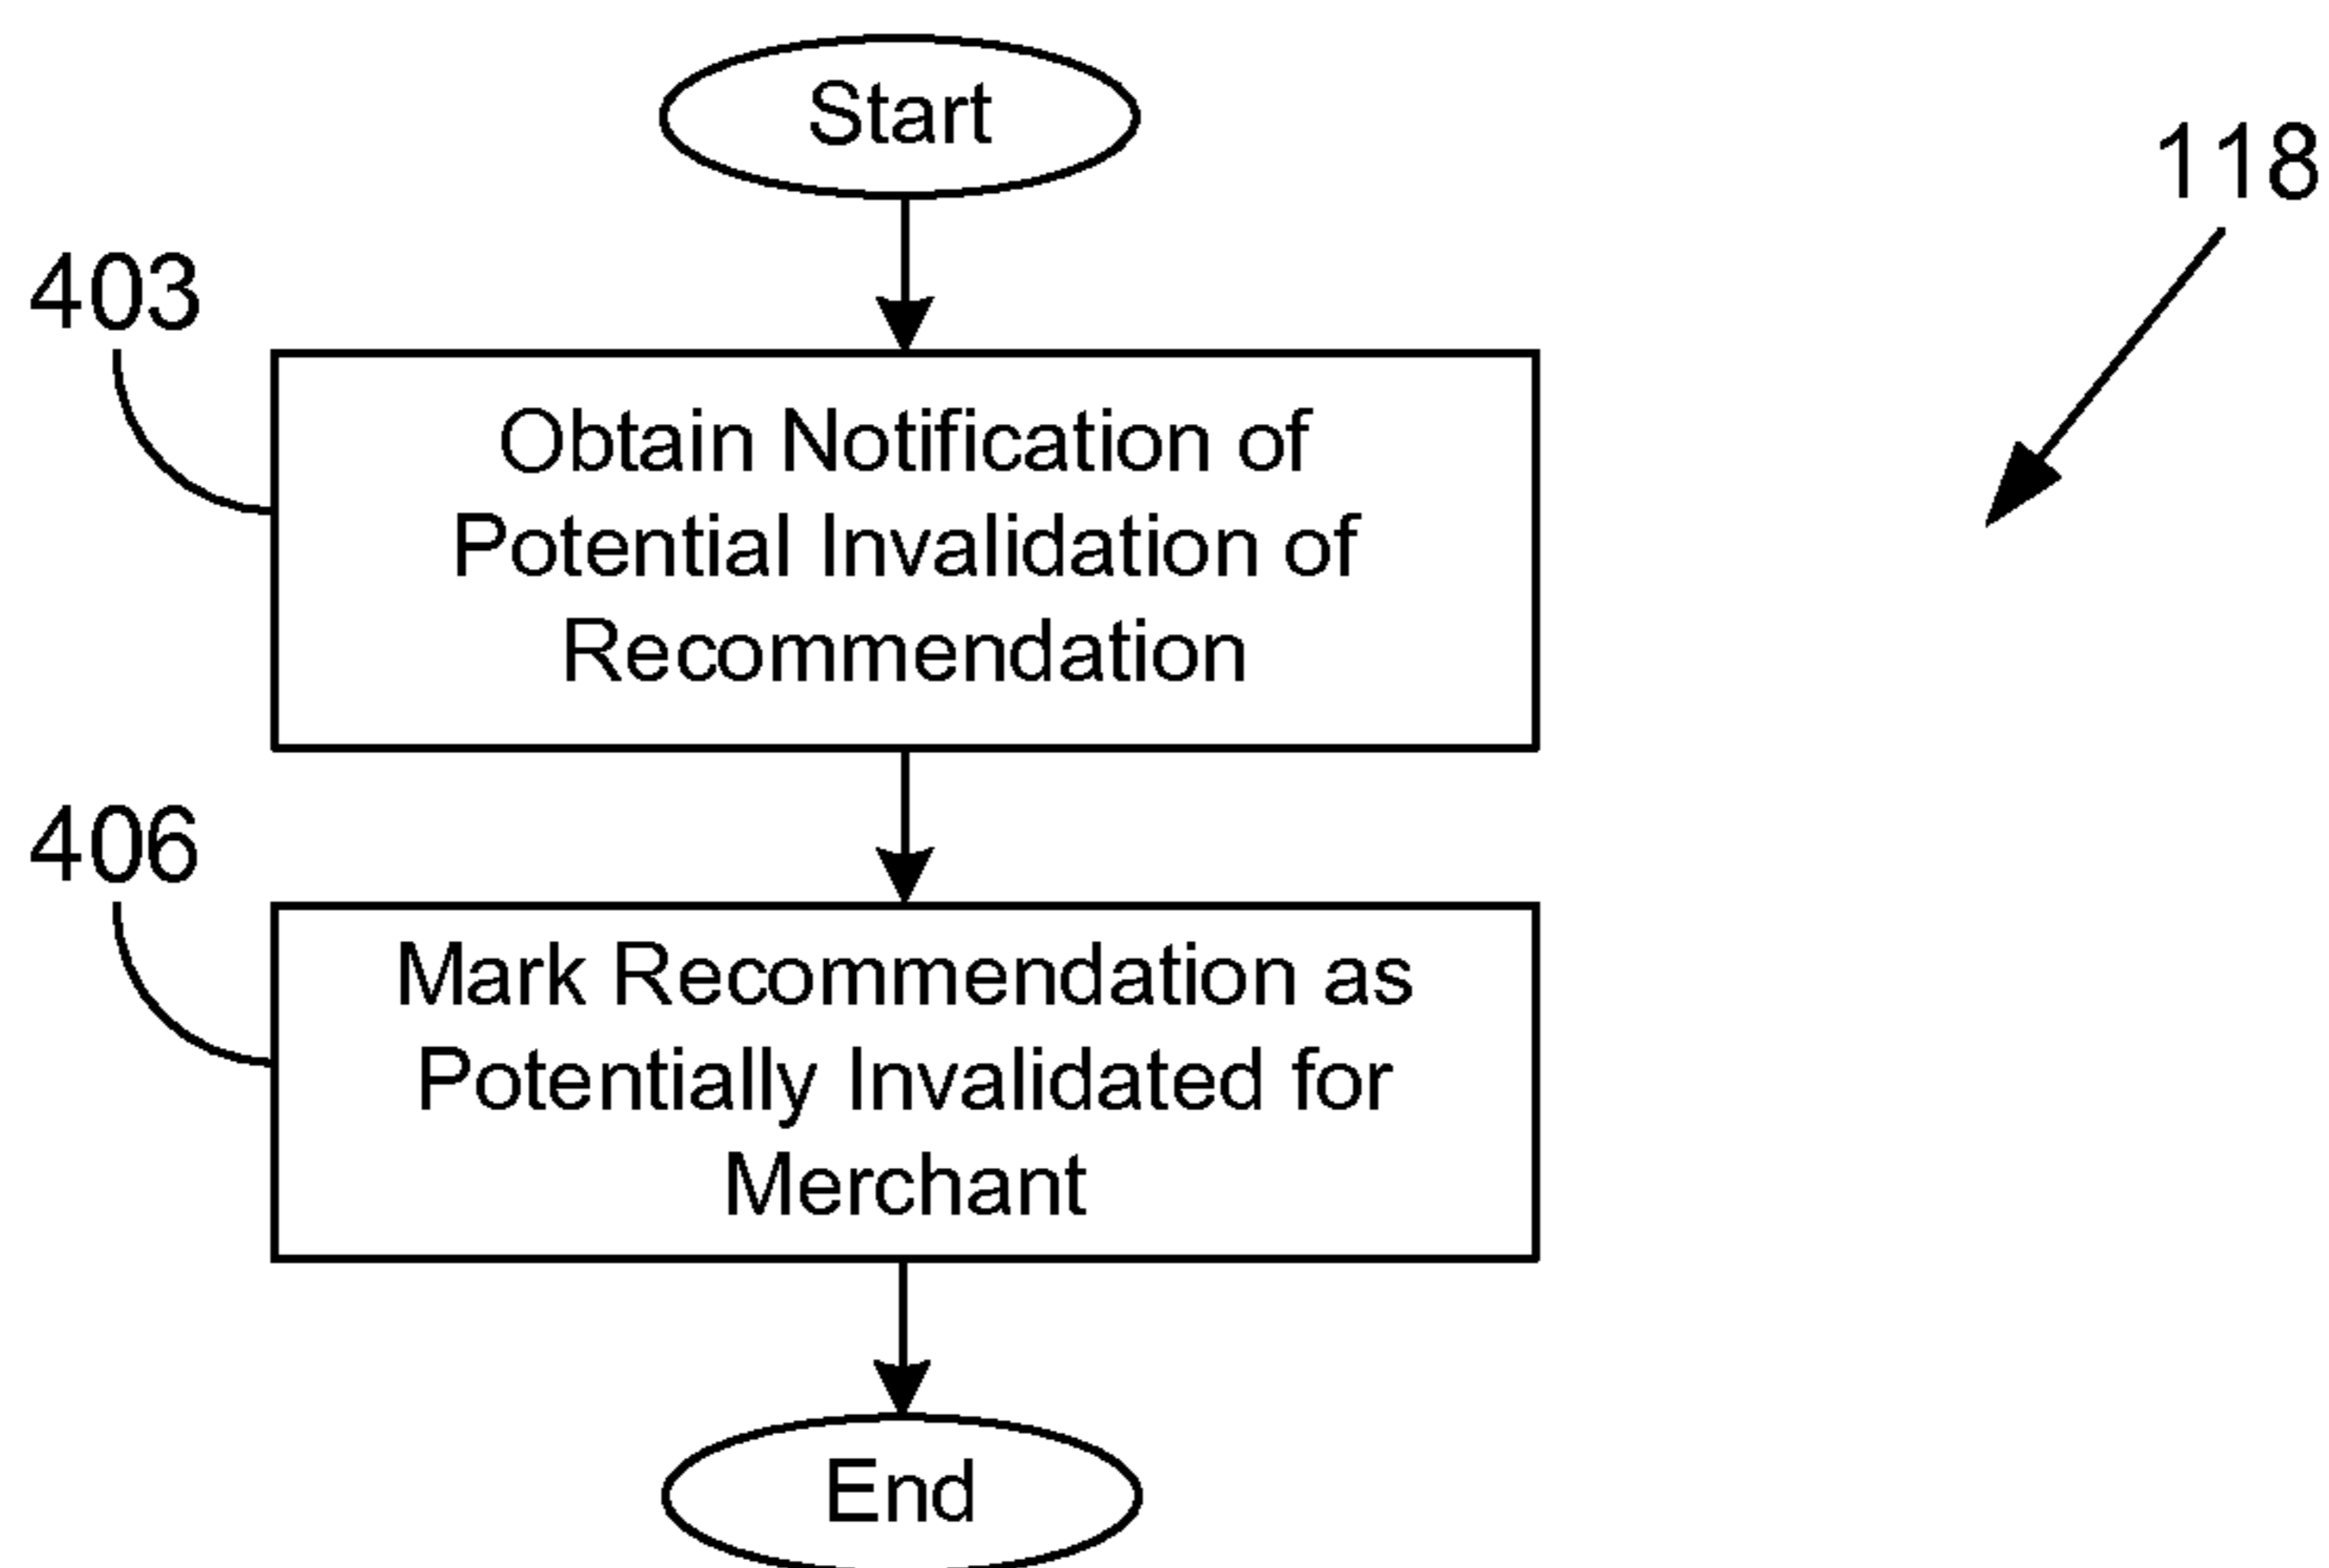 Start
118
403
Obtain Notification of
Potential Invalidation of
Recommendation
406
Mark Recommendation as
Potentially Invalidated for
Merchant
End